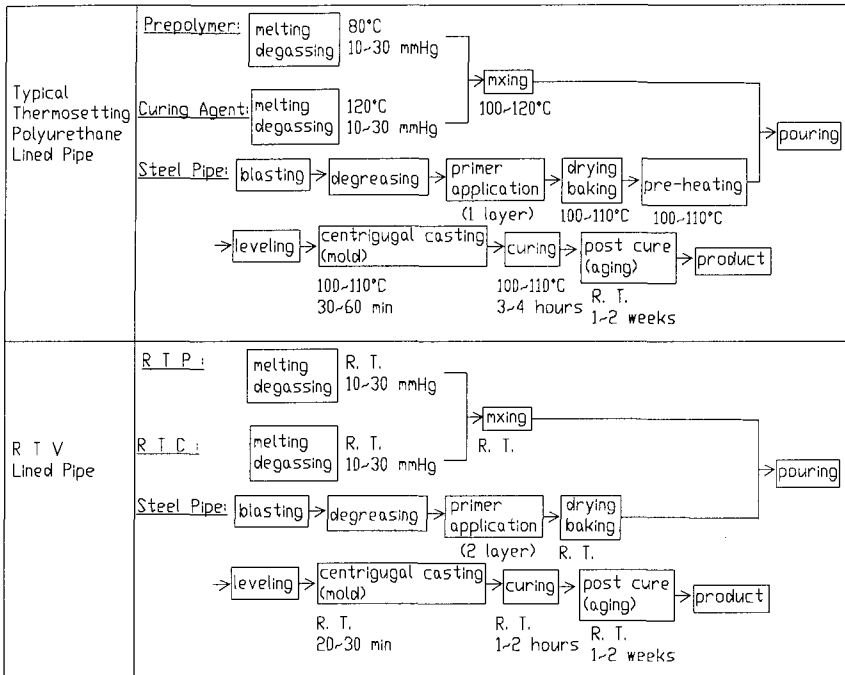 Typical
Thermosetting
Polyurethane
Lined Pipe
Prepolymer:
melting
degassing
80°C
10~30 mmHg
Curing Agent:
melting
degassing
120°C
10~30 mmHg
mxing
100~120°C
pouring
Steel Pipe:
blasting
degreasing
primer
application
(1 layer)
drying
baking
100~110°C
pre-heating
100~110°C
leveling
centrigugal casting
(mold)
100~110°C
30~60 min
curing
100~110°C
3~4 hours
post cure
(aging)
R. T.
1~2 weeks
product
R T V
Lined Pipe
R T P :
melting
degassing
R. T.
10~30 mmHg
R T C :
melting
degassing
R. T.
10~30 mmHg
mxing
R. T.
pouring
Steel Pipe:
blasting
degreasing
primer
application
(2 layer)
drying
baking
R. T.
leveling
centrigugal casting
(mold)
R. T.
20~30 min
curing
R. T.
1~2 hours
post cure
(aging)
R. T.
1~2 weeks
product